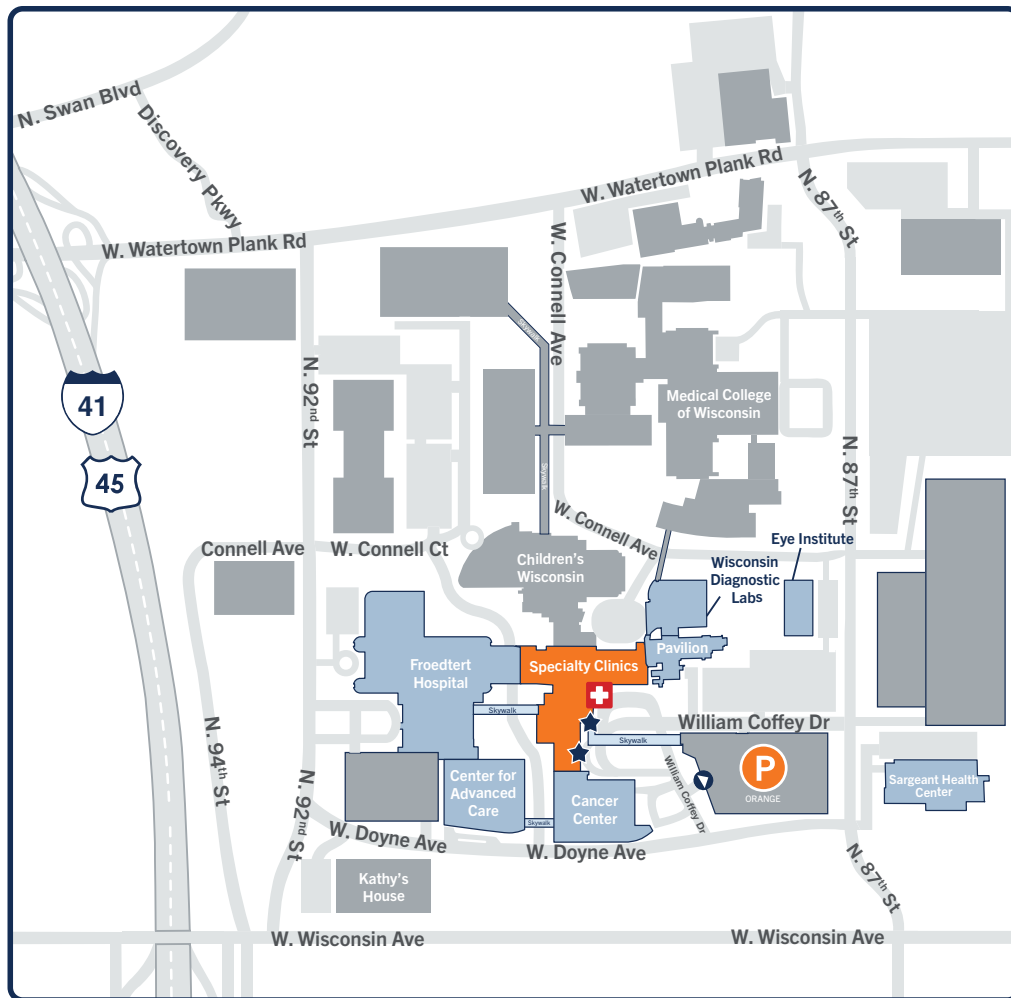 N. Swan Blvd
Discovery Pkwy
W. Watertown Plank Rd
W. Watertown Plank Rd
N. 87th St
W. Connell Ave
Skywalk
N. 92nd St
41
45
Medical College
of Wisconsin
Skywalk
N. 87th St
W. Connell Ave
Connell Ave
W. Connell Ct
Children's
Wisconsin
Eye Institute
Wisconsin
Diagnostic
Labs
Pavilion
Froedtert
Hospital
Specialty Clinics
Skywalk
William Coffey Dr
Skywalk
N. 94th St
P
ORANGE
William Coffey Dr
Center for
Advanced
Care
Cancer
Center
Sargeant Health
Center
N. 92nd St
Skywalk
W. Doyne Ave
W. Doyne Ave
Kathy's
House
N. 87th St
W. Wisconsin Ave
W. Wisconsin Ave